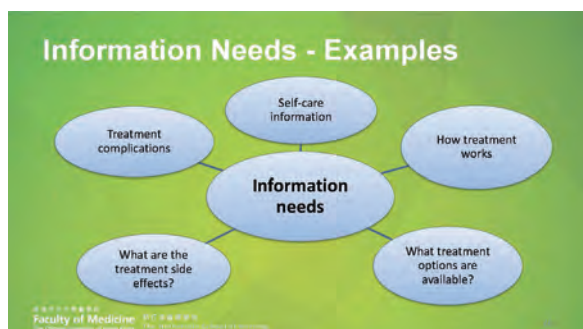 Information Needs - Examples
Self-care
information
Treatment
complications
How treatment
works
Information
needs
What are the
treatment side
effects?
What treatment
options are
available?
Faculty of Medicine